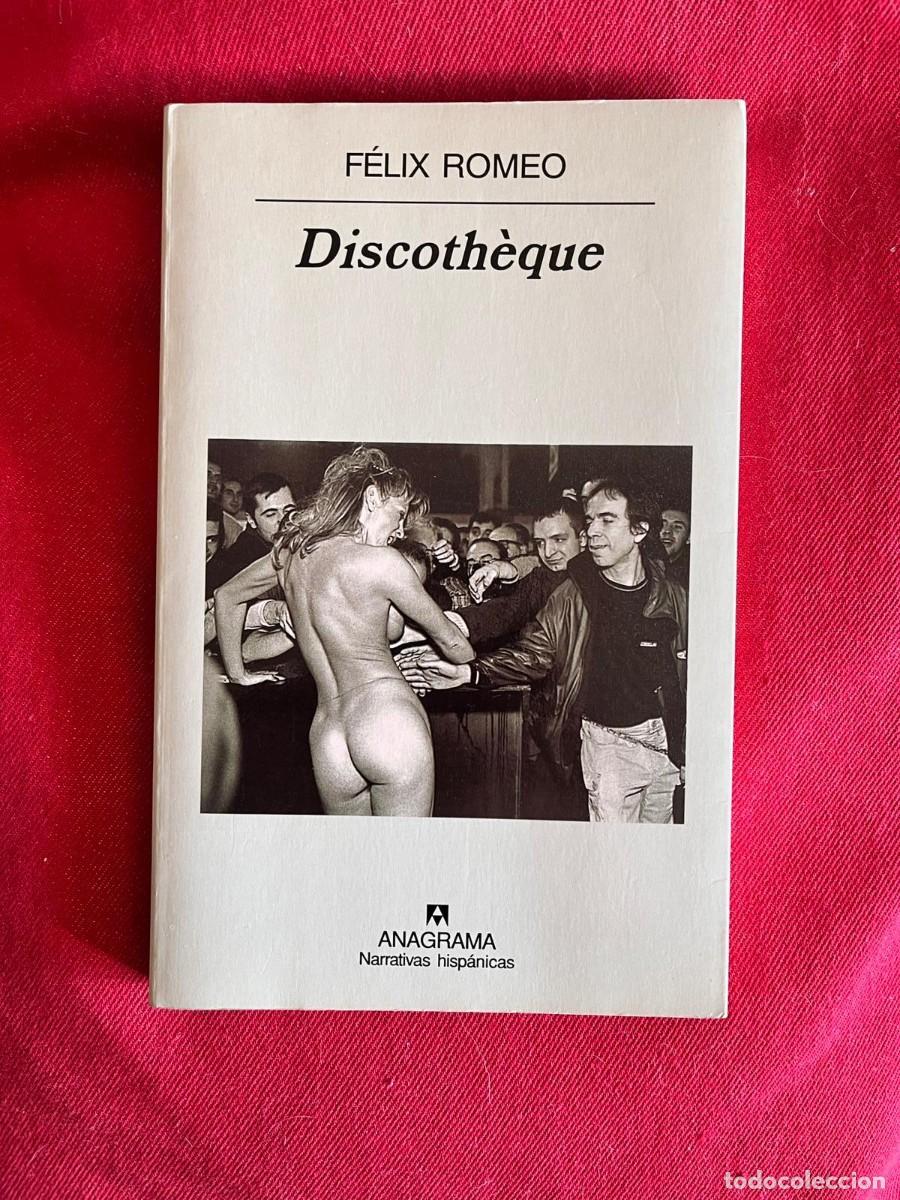 FÉLIX ROMEO
Discothèque
ANAGRAMA
Narrativas hispánicas
todocoleccion